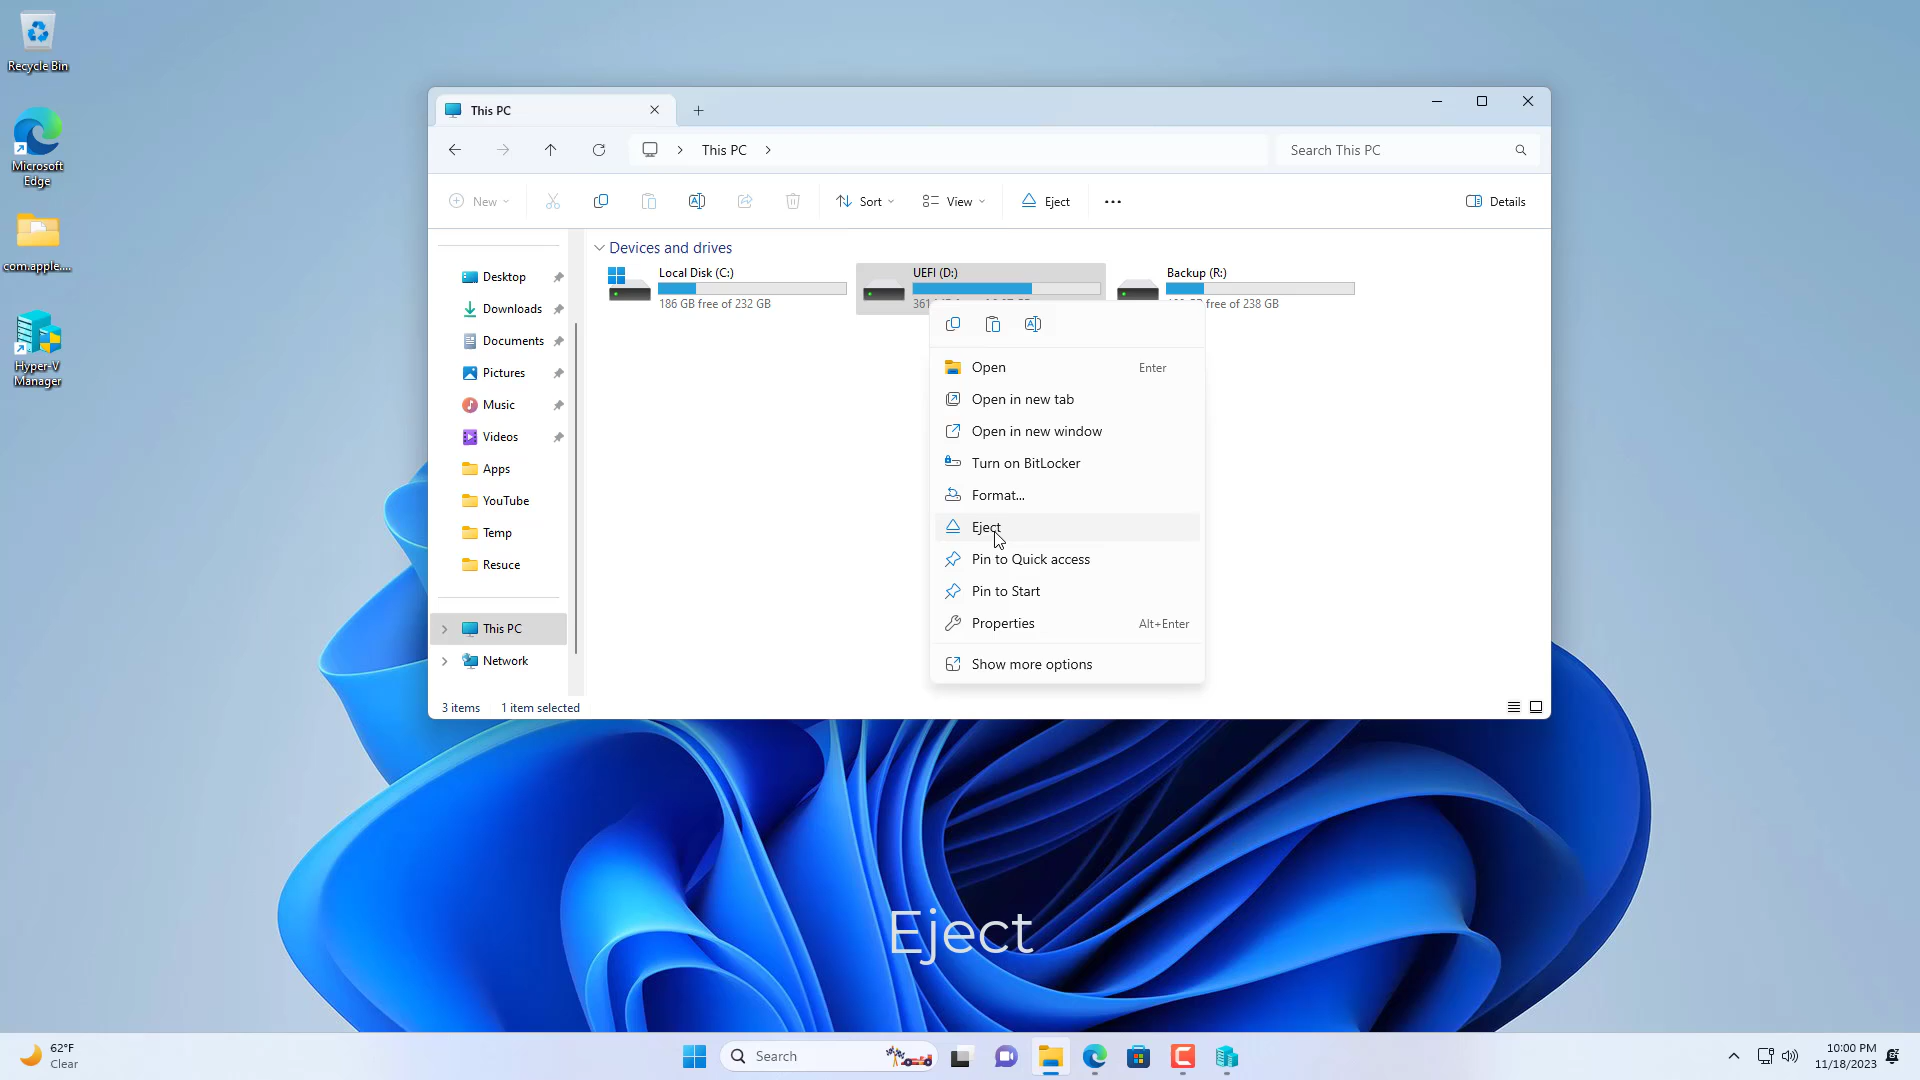 Recycle Bin
Microsoft
Edge
com.apple....
Hyper-V
Manager
This PC
This PC
Search This PC
New
Sort
View
Eject
Details
Desktop
Downloads
Documents
Pictures
Music
Videos
Apps
YouTube
Temp
Resuce
This PC
Network
Devices and drives
Local Disk (C:)
186 GB free of 232 GB
UEFI (D:)
Backup (R:)
free of 238 GB
Open Enter
Open in new tab
Open in new window
Turn on BitLocker
Format...
Eject
Pin to Quick access
Pin to Start
Properties Alt+Enter
Show more options
3 items 1 item selected
Eject
62°F
Clear
Search
10:00 PM
11/18/2023